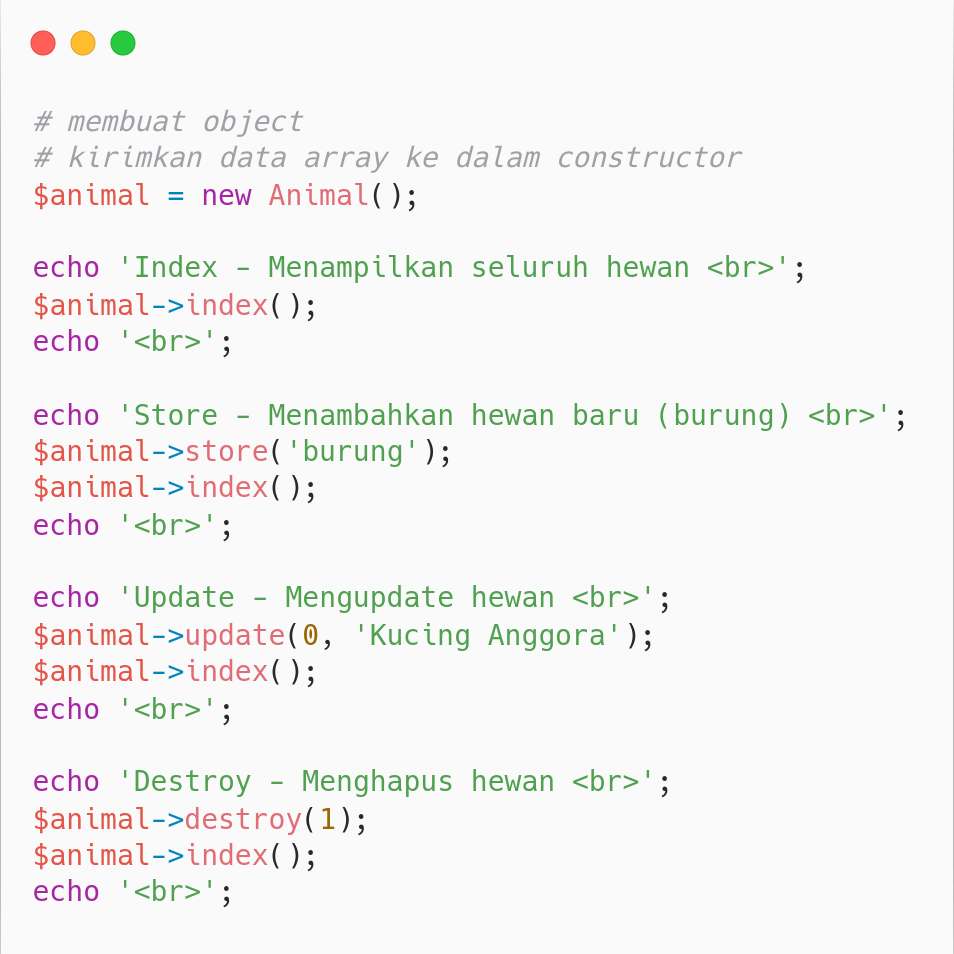 # membuat object
# kirimkan data array ke dalam constructor
$animal = new Animal();
echo 'Index - Menampilkan seluruh hewan <br>';
$animal->index();
echo '<br>';
echo 'Store - Menambahkan hewan baru (burung) <br>';
$animal->store('burung');
$animal->index();
echo '<br>';
echo 'Update - Mengupdate hewan <br>';
$animal->update(0, 'Kucing Anggora');
$animal->index();
echo '<br>';
echo 'Destroy - Menghapus hewan <br>';
$animal->destroy(1);
$animal->index();
echo '<br>';